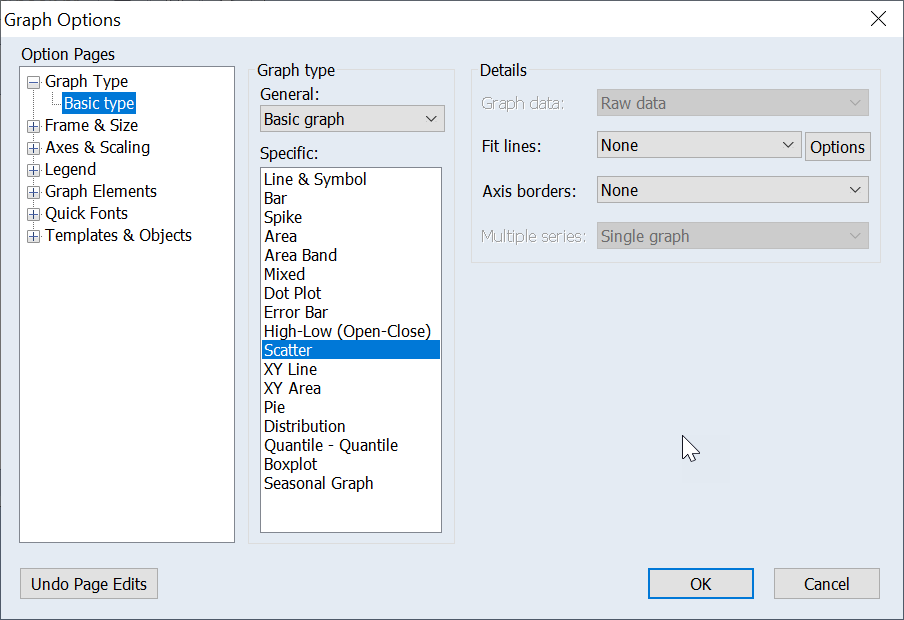 Graph Options
Option Pages
Graph Type
Basic type
Frame & Size
Axes & Scaling
Legend
Graph Elements
Quick Fonts
Templates & Objects
Graph type
General:
Basic graph
Specific:
Line & Symbol
Bar
Spike
Area
Area Band
Mixed
Dot Plot
Error Bar
High-Low (Open-Close)
Scatter
XY Line
XY Area
Pie
Distribution
Quantile - Quantile
Boxplot
Seasonal Graph
Details
Graph data: Raw data
Fit lines: None Options
Axis borders: None
Multiple series: Single graph
Undo Page Edits OK Cancel